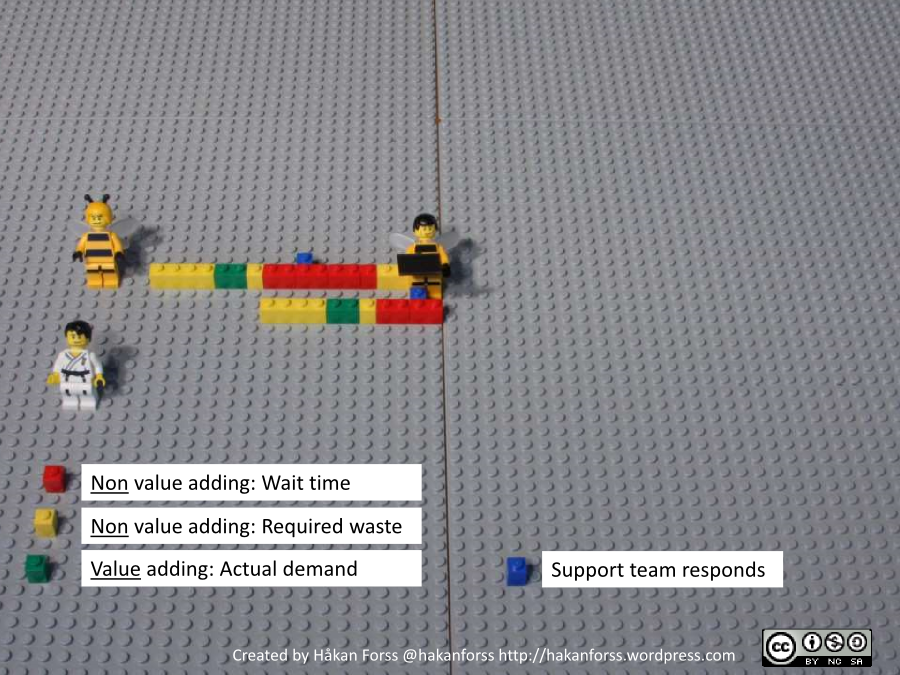 Non value adding: Wait time
Non value adding: Required waste
Value adding: Actual demand
Support team responds
Created by Håkan Forss @hakanforss http://hakanforss.wordpress.com
cc
BY NC SA